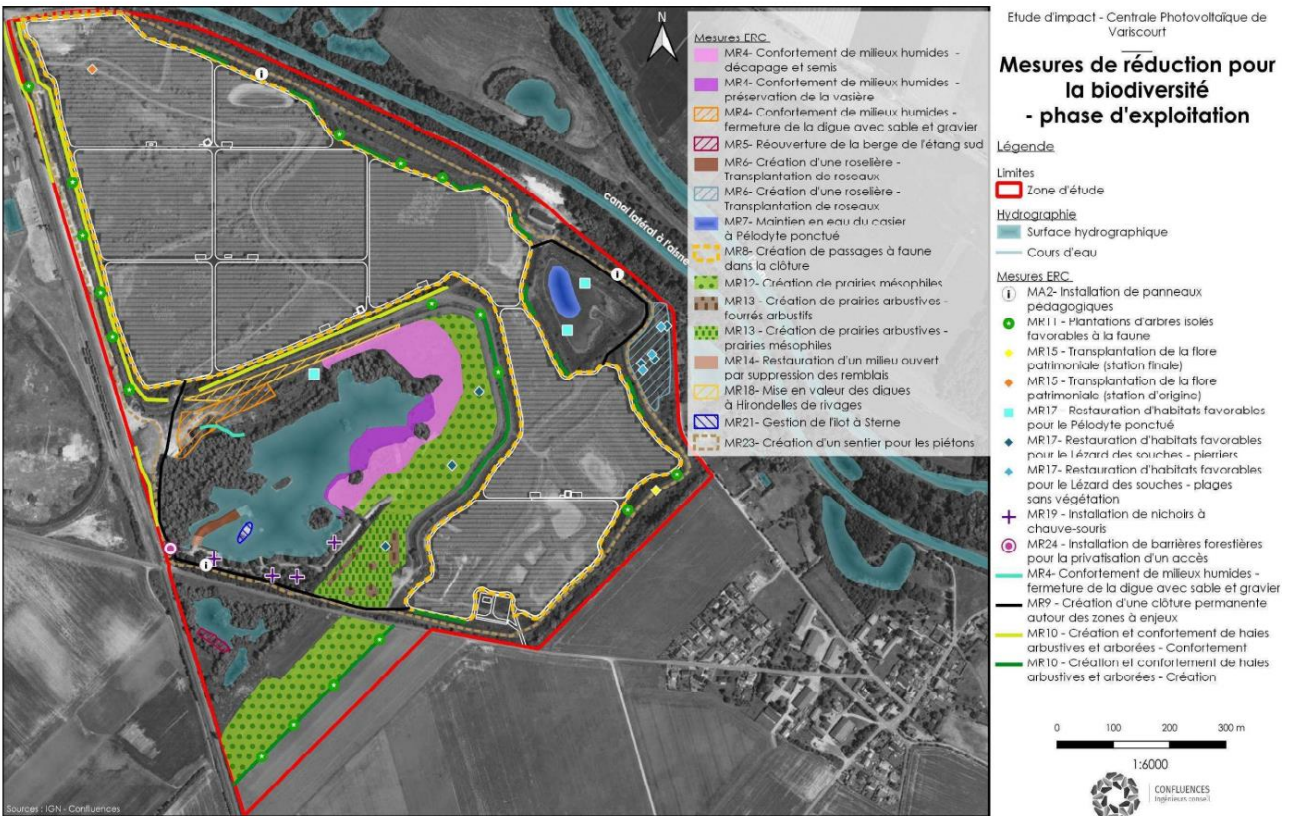 N
canal latéral à l'aisne
Sources : IGN - Confluences
Mesures ERC
MR4- Confortement de milieux humides -
décapage et semis
MR4- Confortement de milieux humides -
préservation de la vasière
MR4- Confortement de milieux humides -
fermeture de la digue avec sable et gravier
MR5- Réouverture de la berge de l'étang sud
MR6- Création d'une roselière -
Transplantation de roseaux
MR6- Création d'une roselière -
Transplantation de roseaux
MR7- Maintien en eau du casier
à Pélodyte ponctué
MR8- Création de passages à faune
dans la clôture
MR12- Création de prairies mésophiles
MR13 - Création de prairies arbustives -
fourrés arbustifs
MR13 - Création de prairies arbustives -
prairies mésophiles
MR14- Restauration d'un milieu ouvert
par suppression des remblais
MR18- Mise en valeur des digues
à Hirondelles de rivages
MR21- Gestion de l'îlot à Sterne
MR23- Création d'un sentier pour les piétons
Etude d'impact - Centrale Photovoltaïque de
Variscourt
Mesures de réduction pour
la biodiversité
- phase d'exploitation
Légende
Limites
Zone d'étude
Hydrographie
Surface hydrographique
Cours d'eau
Mesures ERC
MA2- Installation de panneaux
pédagogiques
MR11 - Plantations d'arbres isolés
favorables à la faune
MR15 - Transplantation de la flore
patrimoniale (station finale)
MR15 - Transplantation de la flore
patrimoniale (station d'origine)
MR17 - Restauration d'habitats favorables
pour le Pélodyte ponctué
MR17- Restauration d'habitats favorables
pour le Lézard des souches - pierriers
MR17- Restauration d'habitats favorables
pour le Lézard des souches - plages
sans végétation
MR19 - Installation de nichoirs à
chauve-souris
MR24 - Installation de barrières forestières
pour la privatisation d'un accès
MR4- Confortement de milieux humides -
fermeture de la digue avec sable et gravier
MR9 - Création d'une clôture permanente
autour des zones à enjeux
MR10 - Création et confortement de haies
arbustives et arborées - Confortement
MR10 - Création et confortement de haies
arbustives et arborées - Création
0 100 200 300 m
1:6000
CONFLUENCES
Ingénieurs conseil